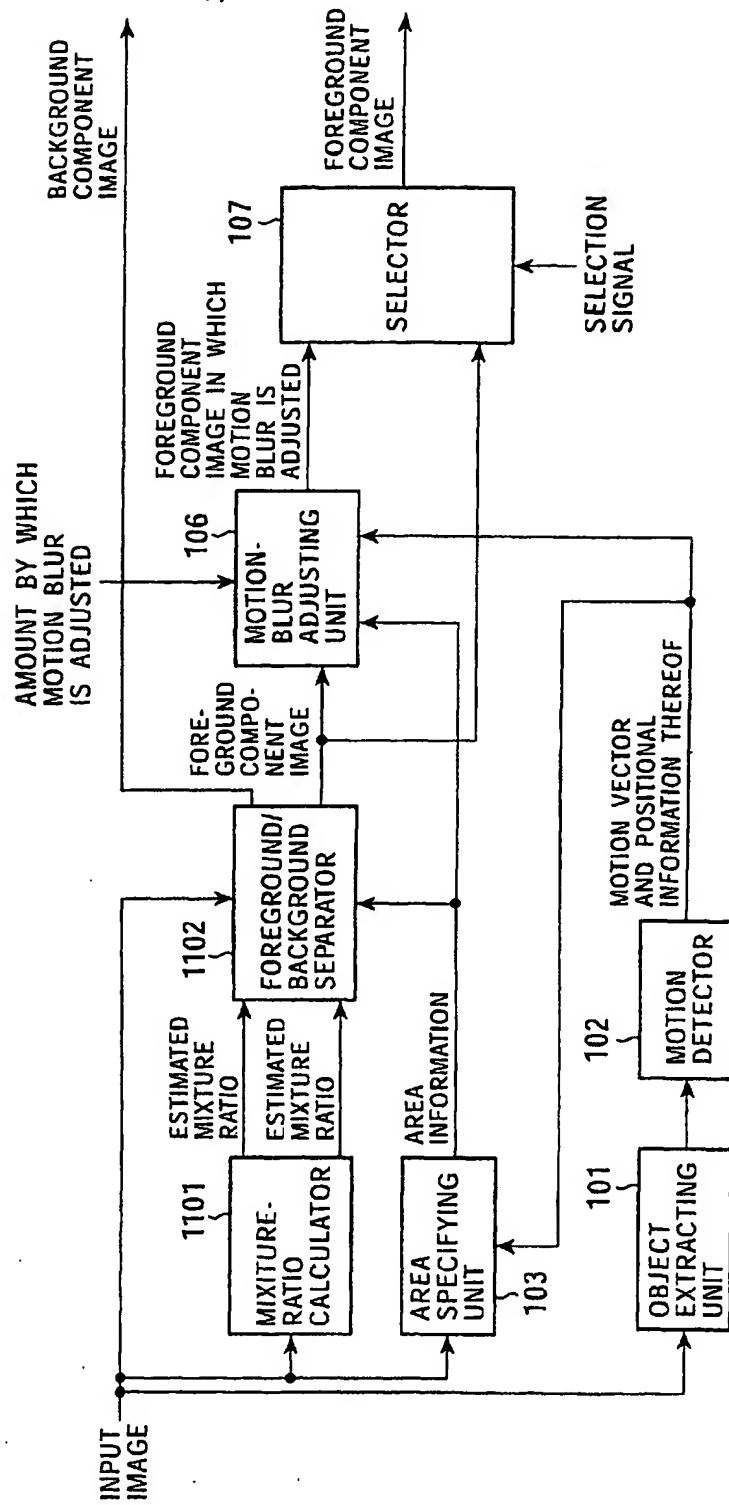 INPUT
IMAGE
1101
MIXITURE-
RATIO
CALCULATOR
ESTIMATED
MIXTURE
RATIO
ESTIMATED
MIXTURE
RATIO
1102
FOREGROUND/
BACKGROUND
SEPARATOR
AREA
SPECIFYING
UNIT
103
AREA
INFORMATION
101
OBJECT
EXTRACTING
UNIT
102
MOTION
DETECTOR
MOTION VECTOR
AND POSITIONAL
INFORMATION THEREOF
FORE-
GROUND
COMPO-
NENT
IMAGE
AMOUNT BY WHICH
MOTION BLUR
IS ADJUSTED
106
MOTION-
BLUR
ADJUSTING
UNIT
FOREGROUND
COMPONENT
IMAGE IN WHICH
MOTION
BLUR IS
ADJUSTED
107
SELECTOR
SELECTION
SIGNAL
BACKGROUND
COMPONENT
IMAGE
FOREGROUND
COMPONENT
IMAGE